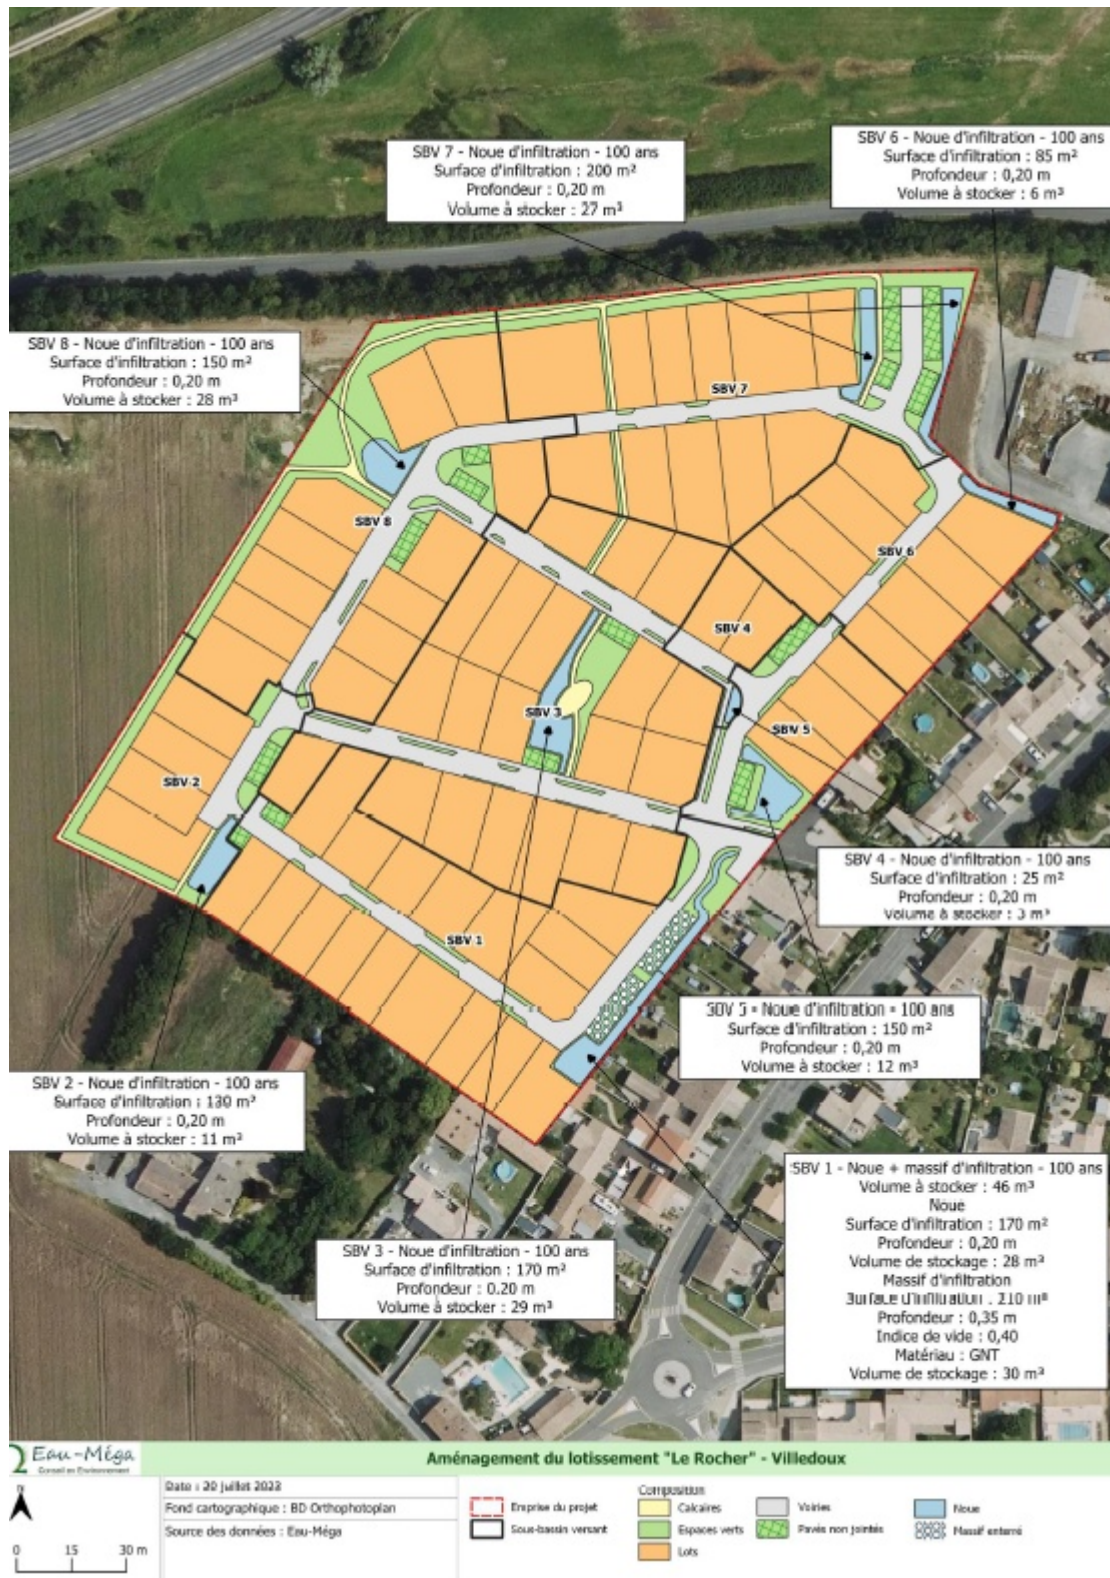 SBV 7 - Noue d'infiltration - 100 ans
Surface d'infiltration : 200 m²
Profondeur : 0,20 m
Volume à stocker : 27 m³
SBV 6 - Noue d'infiltration - 100 ans
Surface d'infiltration : 85 m²
Profondeur : 0,20 m
Volume à stocker : 6 m³
SBV 8 - Noue d'infiltration - 100 ans
Surface d'infiltration : 150 m²
Profondeur : 0,20 m
Volume à stocker : 28 m³
SBV 7
SBV 8
SBV 6
SBV 4
SBV 3
SBV 5
SBV 2
SBV 1
SBV 4 - Noue d'infiltration - 100 ans
Surface d'infiltration : 25 m²
Profondeur : 0,20 m
Volume à stocker : 3 m³
SBV 5 - Noue d'infiltration - 100 ans
Surface d'infiltration : 150 m²
Profondeur : 0,20 m
Volume à stocker : 12 m³
SBV 2 - Noue d'infiltration - 100 ans
Surface d'infiltration : 130 m²
Profondeur : 0,20 m
Volume à stocker : 11 m³
SBV 1 - Noue + massif d'infiltration - 100 ans
Volume à stocker : 46 m³
Noue
Surface d'infiltration : 170 m²
Profondeur : 0,20 m
Volume de stockage : 28 m³
Massif d'infiltration
Surface d'infiltration : 210 m²
Profondeur : 0,35 m
Indice de vide : 0,40
Matériau : GNT
Volume de stockage : 30 m³
SBV 3 - Noue d'infiltration - 100 ans
Surface d'infiltration : 170 m²
Profondeur : 0.20 m
Volume à stocker : 29 m³
Eau-Méga
Conseil en Environnement
Aménagement du lotissement "Le Rocher" - Villedoux
N
0 15 30 m
Date : 20 juillet 2023
Fond cartographique : BD Orthophotoplan
Source des données : Eau-Méga
Emprise du projet
Sous-bassin versant
Composition
Calcaires
Espaces verts
Lots
Voiries
Pavés non jointés
Noue
Massif enterré